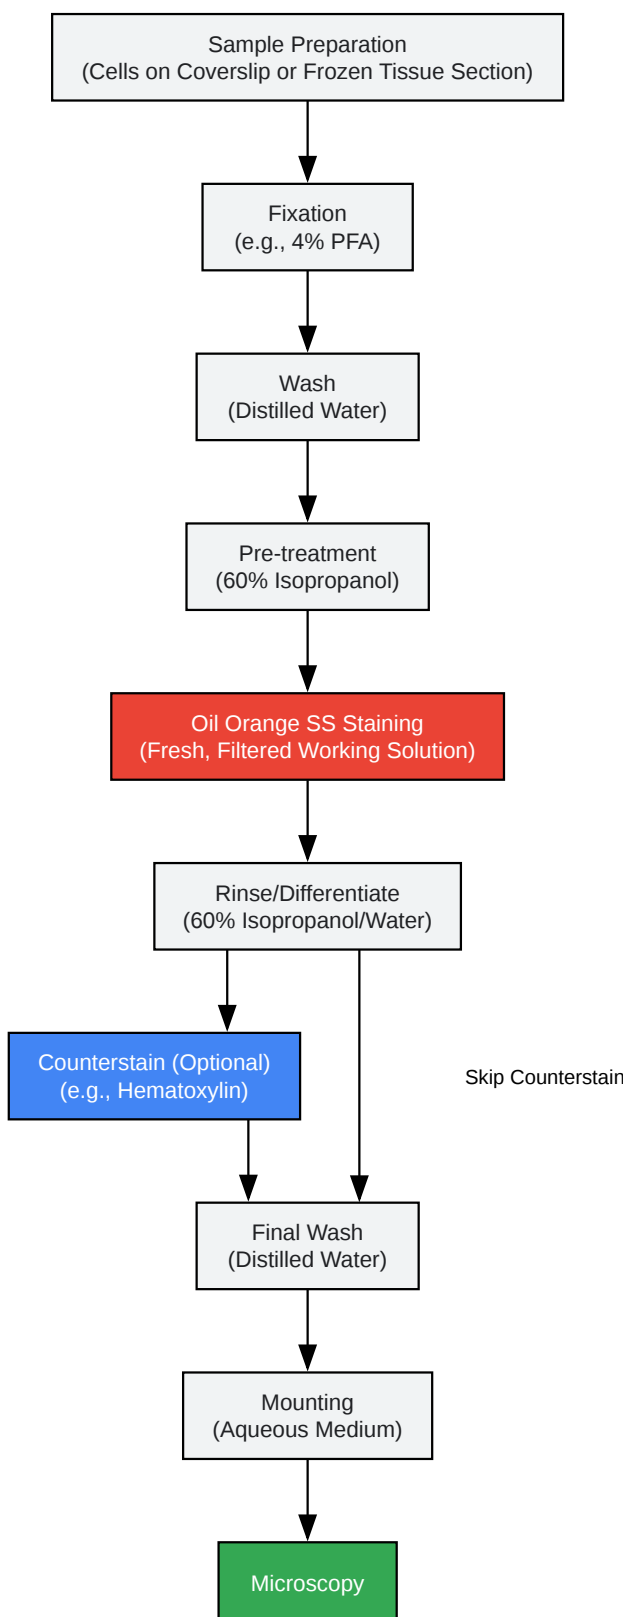 Sample Preparation
(Cells on Coverslip or Frozen Tissue Section)
Fixation
(e.g., 4% PFA)
Wash
(Distilled Water)
Pre-treatment
(60% Isopropanol)
Oil Orange SS Staining
(Fresh, Filtered Working Solution)
Rinse/Differentiate
(60% Isopropanol/Water)
Counterstain (Optional)
(e.g., Hematoxylin)
Skip Counterstain
Final Wash
(Distilled Water)
Mounting
(Aqueous Medium)
Microscopy